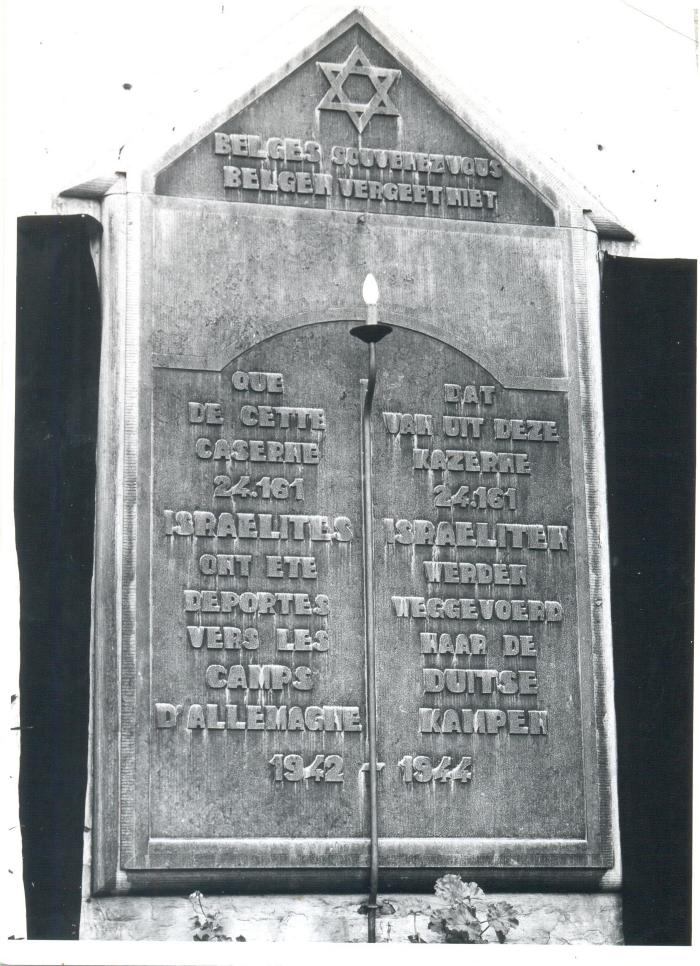 BELGES SOUVENEZ VOUS
BELGEN VERGEET NIET
QUE
DE CETTE
CASERNE
24.161
ISRAELITES
ONT ETE
DEPORTES
VERS LES
CAMPS
D'ALLEMAGNE
DAT
VAN UIT DEZE
KAZERNE
24.161
ISRAELITEN
WERDEN
WEGGEVOERD
NAAR DE
DUITSE
KAMPEN
1942 - 1944